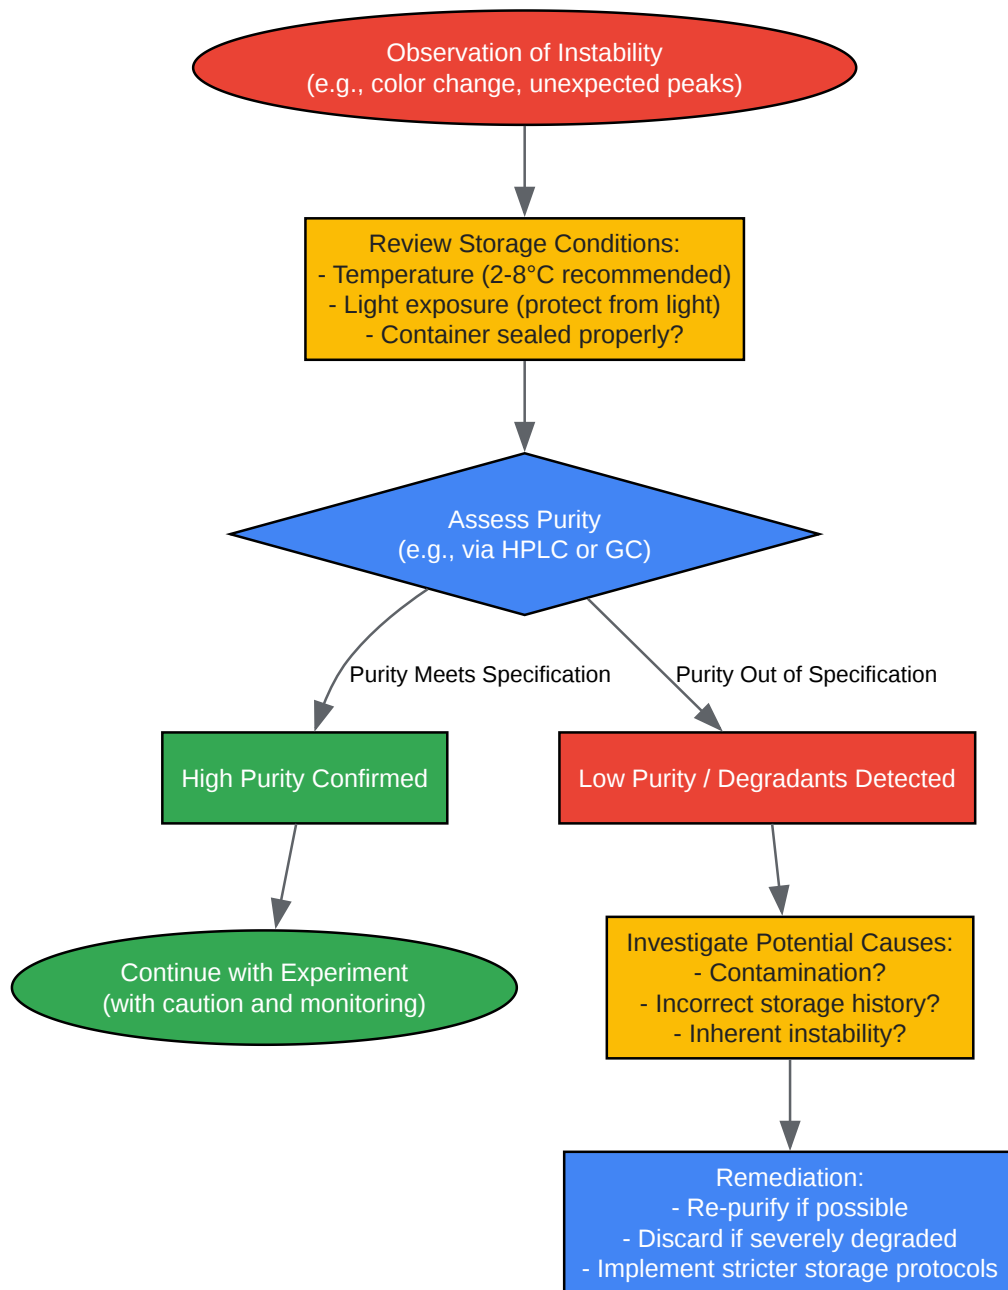 Observation of Instability
(e.g., color change, unexpected peaks)
Review Storage Conditions:
- Temperature (2-8°C recommended)
- Light exposure (protect from light)
- Container sealed properly?
Assess Purity
(e.g., via HPLC or GC)
Purity Meets Specification
Purity Out of Specification
High Purity Confirmed
Low Purity / Degradants Detected
Continue with Experiment
(with caution and monitoring)
Investigate Potential Causes:
- Contamination?
- Incorrect storage history?
- Inherent instability?
Remediation:
- Re-purify if possible
- Discard if severely degraded
- Implement stricter storage protocols